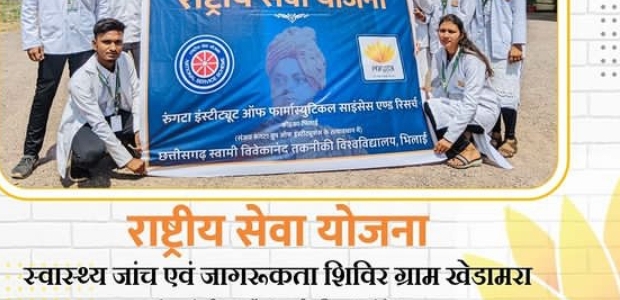 राष्ट्रीय सेवा योजना
रुंगटा इंस्टीट्यूट ऑफ फार्मास्युटिकल साइंसेस एण्ड रिसर्च
छत्तीसगढ़ स्वामी विवेकानंद तकनीकी विश्वविद्यालय, भिलाई
राष्ट्रीय सेवा योजना
स्वास्थ्य जांच एवं जागरूकता शिविर ग्राम खेडामरा